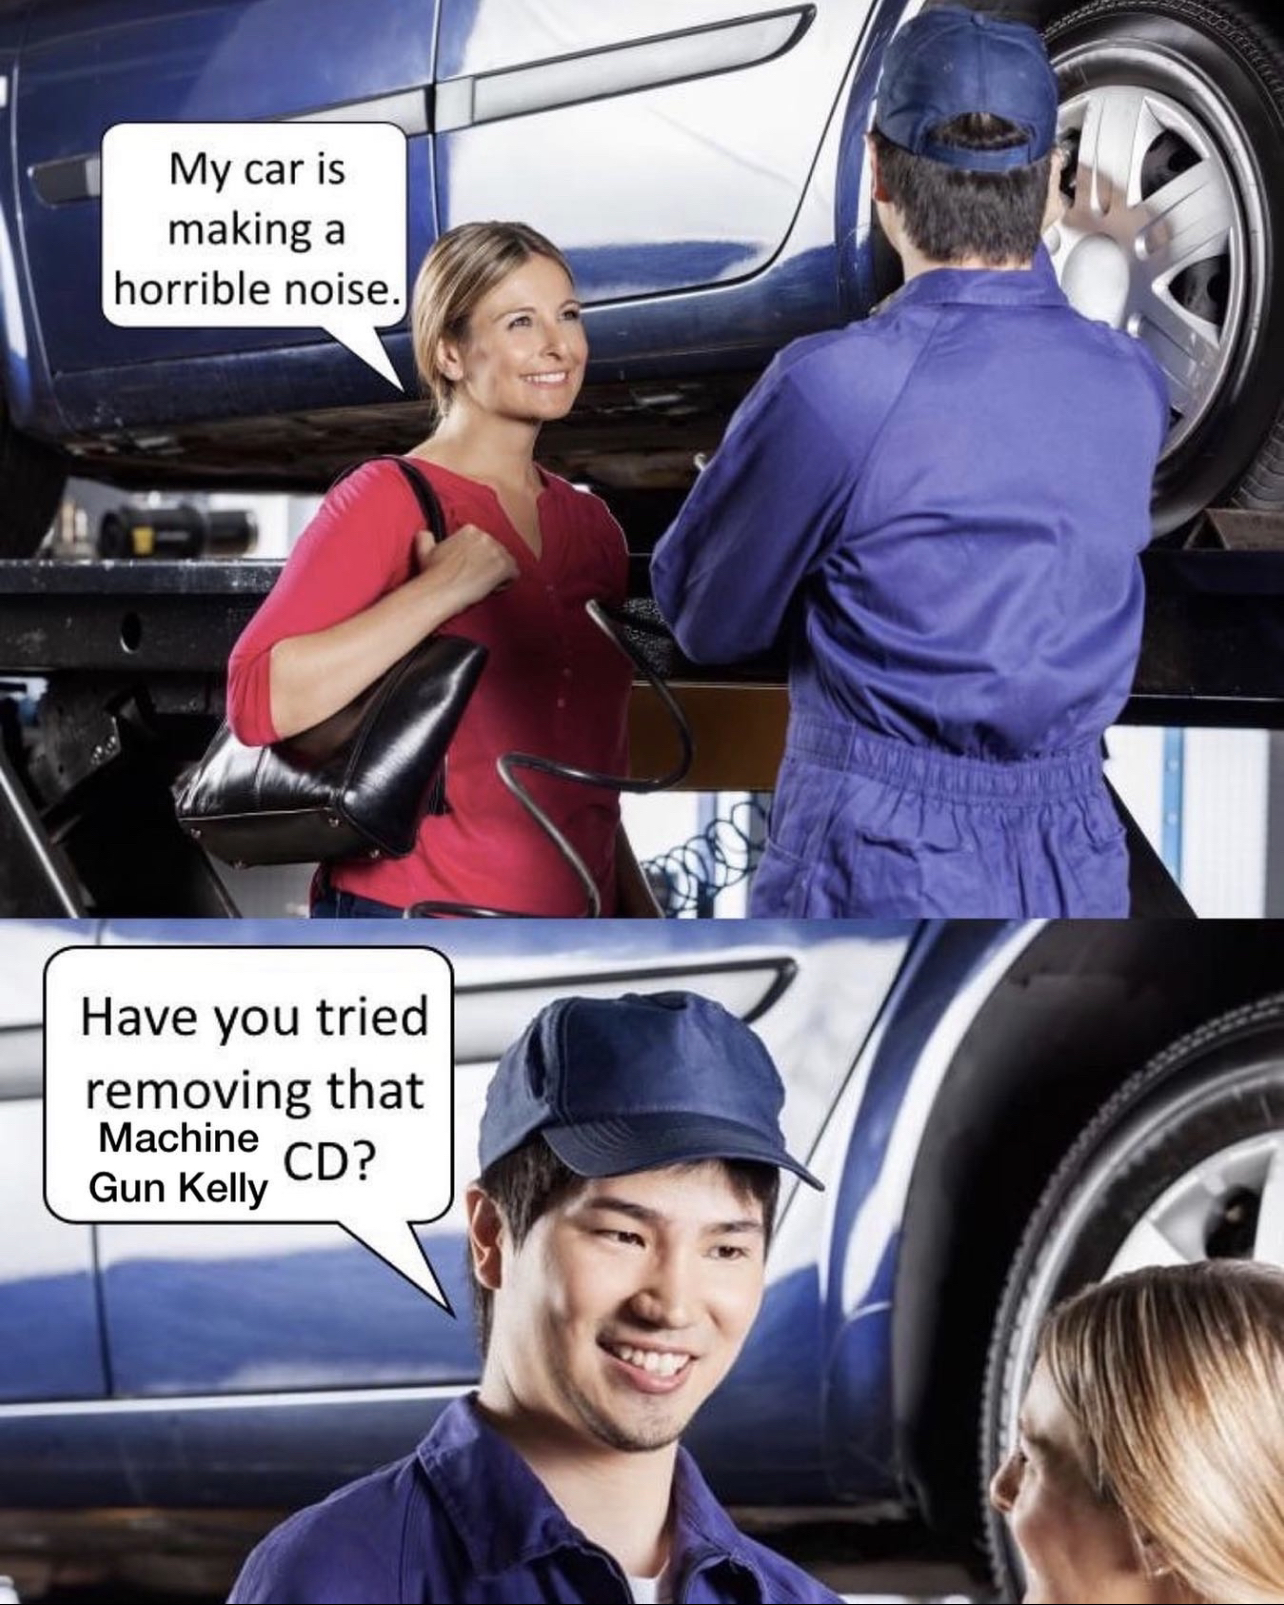 My car is
making a
horrible noise.
Have you tried
removing that
Machine
Gun Kelly CD?